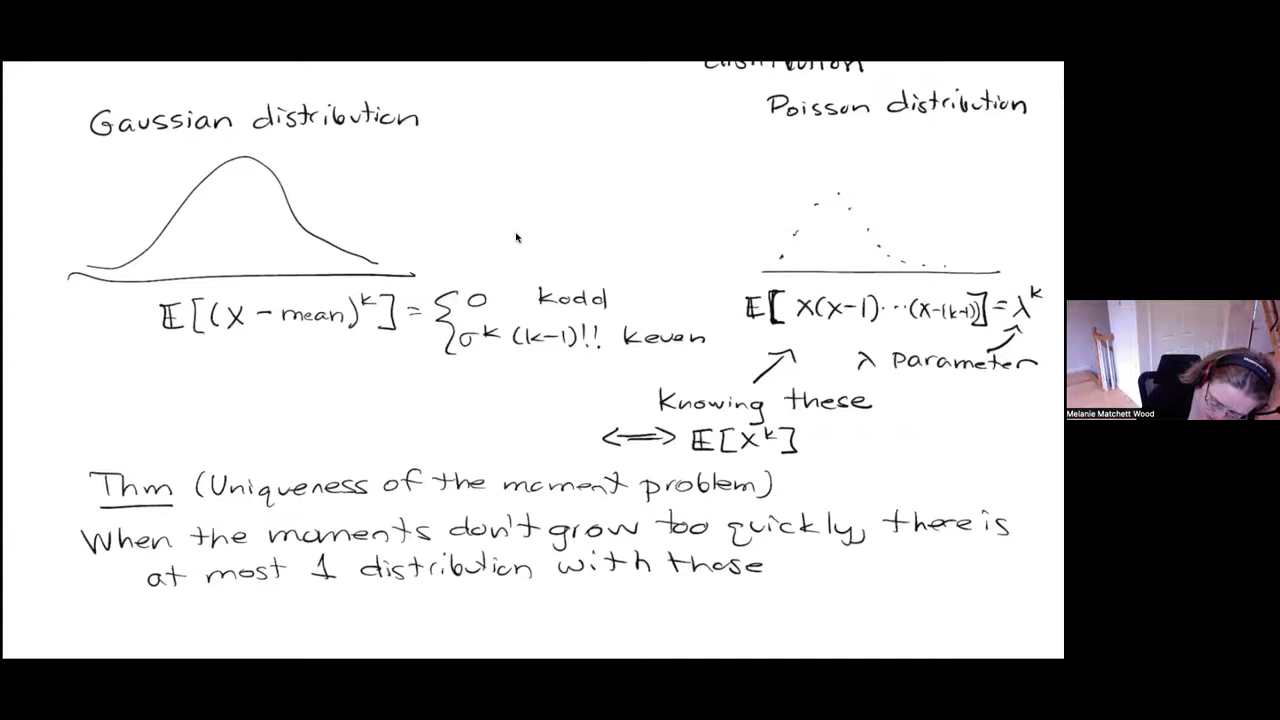 distribution
Gaussian distribution
Poisson distribution
E[(X - mean)^k] = { 0 k odd
σ^k (k-1)!! k even
E[X(X-1)···(X-(k-1))] = λ^k
λ parameter
Knowing these
⟺ E[X^k]
Thm (Uniqueness of the moment problem)
When the moments don't grow too quickly, there is
at most 1 distribution with those
Melanie Matchett Wood